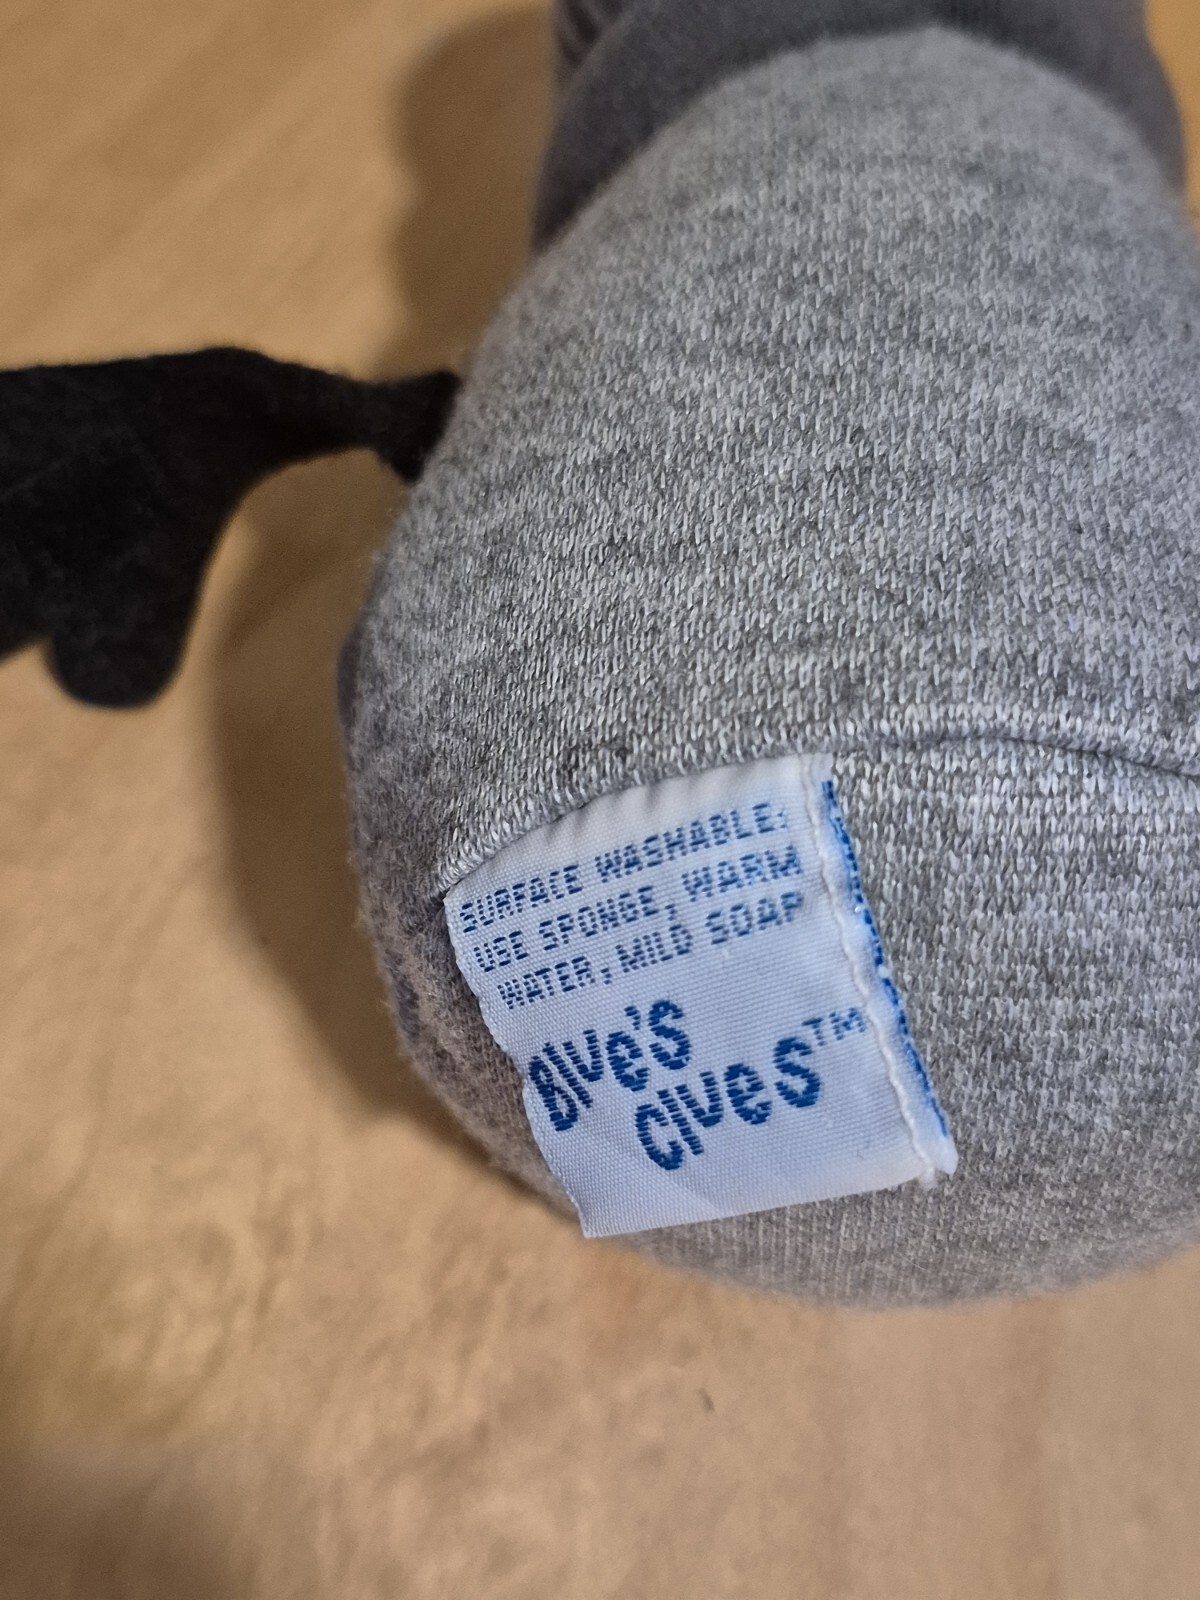 SURFACE WASHABLE:
USE SPONGE, WARM
WATER, MILD SOAP
Blue's
Clues™